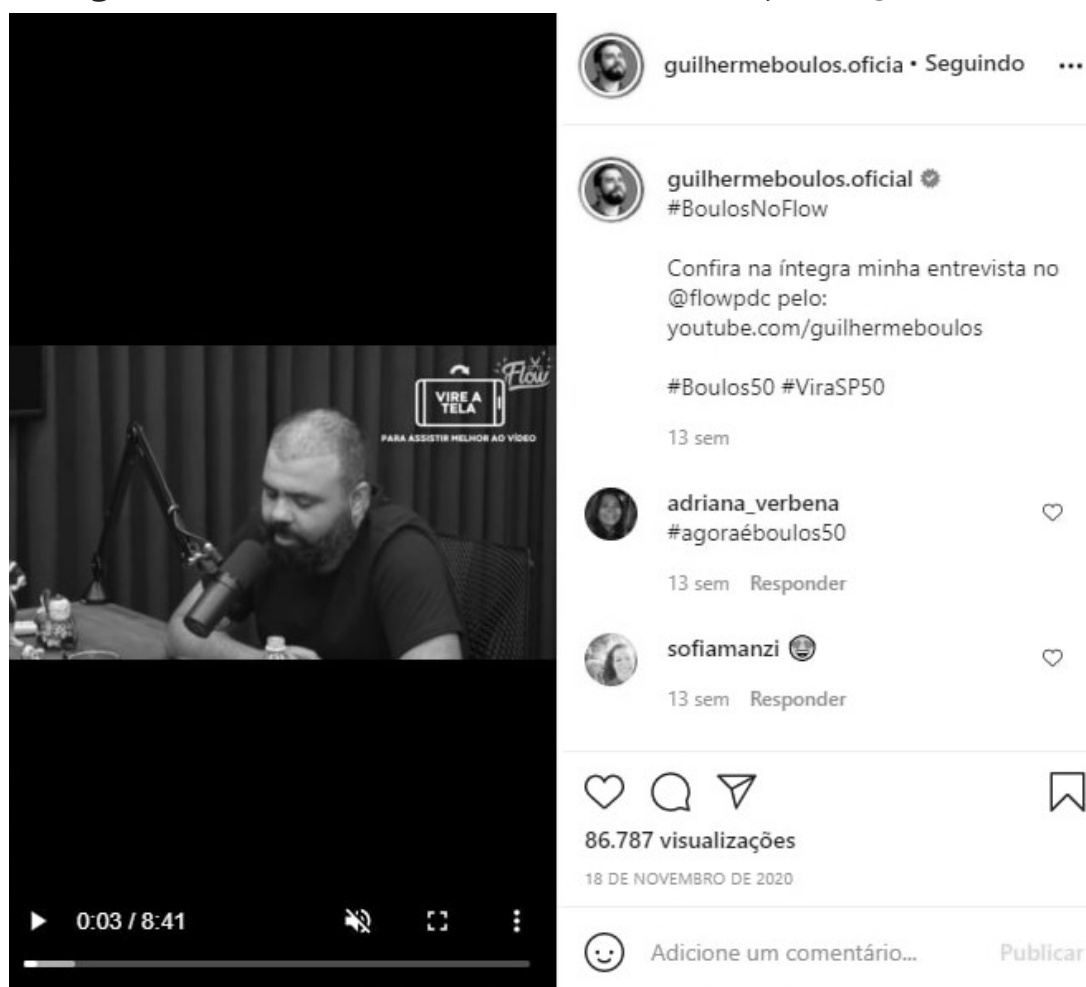 guilhermeboulos.oficia • Seguindo
guilhermeboulos.oficial
#BoulosNoFlow
Confira na íntegra minha entrevista no
@flowpdc pelo:
youtube.com/guilhermeboulos
#Boulos50 #ViraSP50
13 sem
Flow
VIRE A
TELA
PARA ASSISTIR MELHOR AO VÍDEO
adriana_verbena
#agoraéboulos50
13 sem Responder
sofiamanzi
13 sem Responder
86.787 visualizações
18 DE NOVEMBRO DE 2020
0:03 / 8:41
Adicione um comentário... Publicar